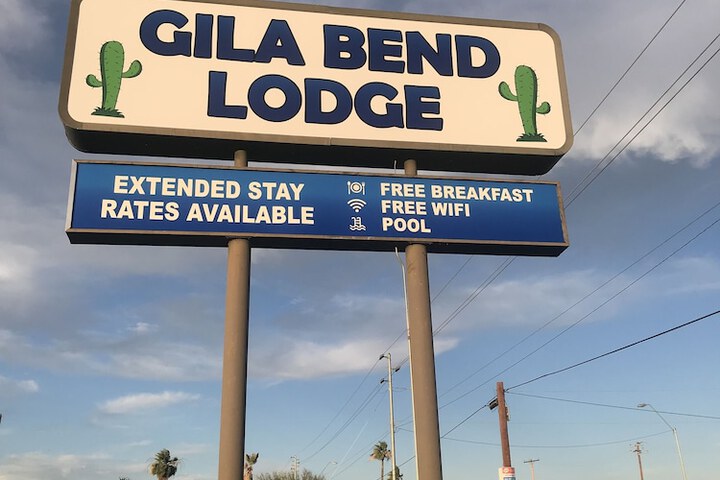 GILA BEND
LODGE
EXTENDED STAY
RATES AVAILABLE
FREE BREAKFAST
FREE WIFI
POOL